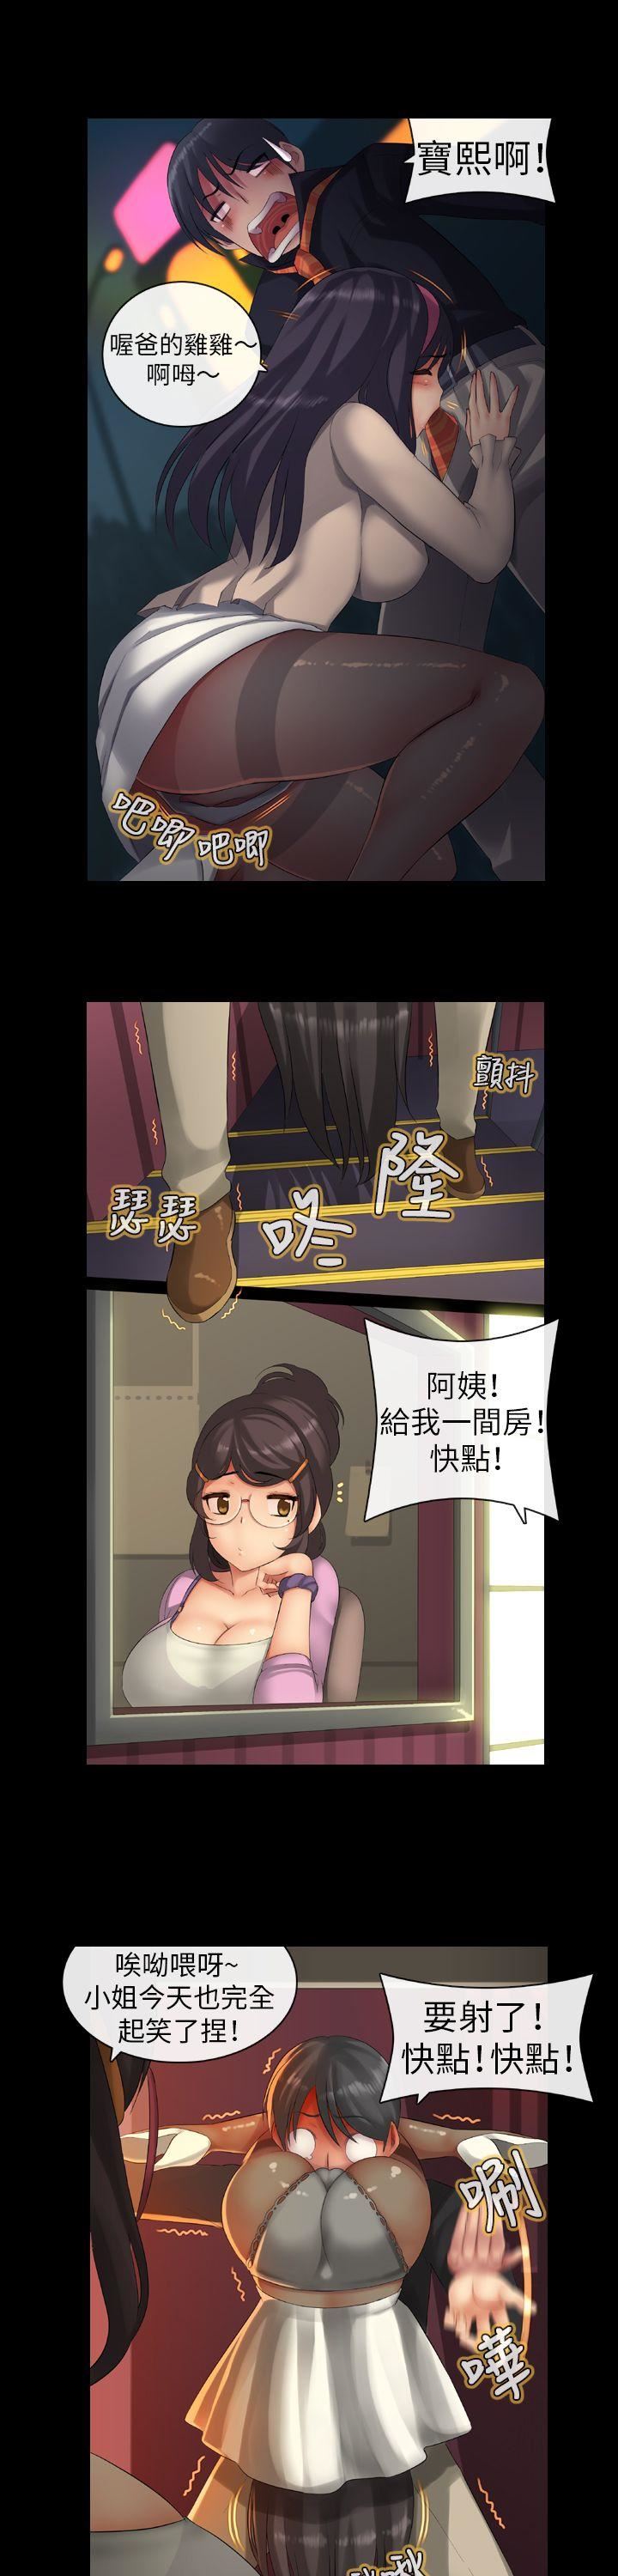 寶熙啊！
喔爸的雞雞～
啊呣～
吧唧吧唧
顫抖
隆
咚
瑟瑟
阿姨！
給我一間房！
快點！
唉呦喂呀~
小姐今天也完全
起笑了捏！
要射了！
快點！快點！
唰
嘩